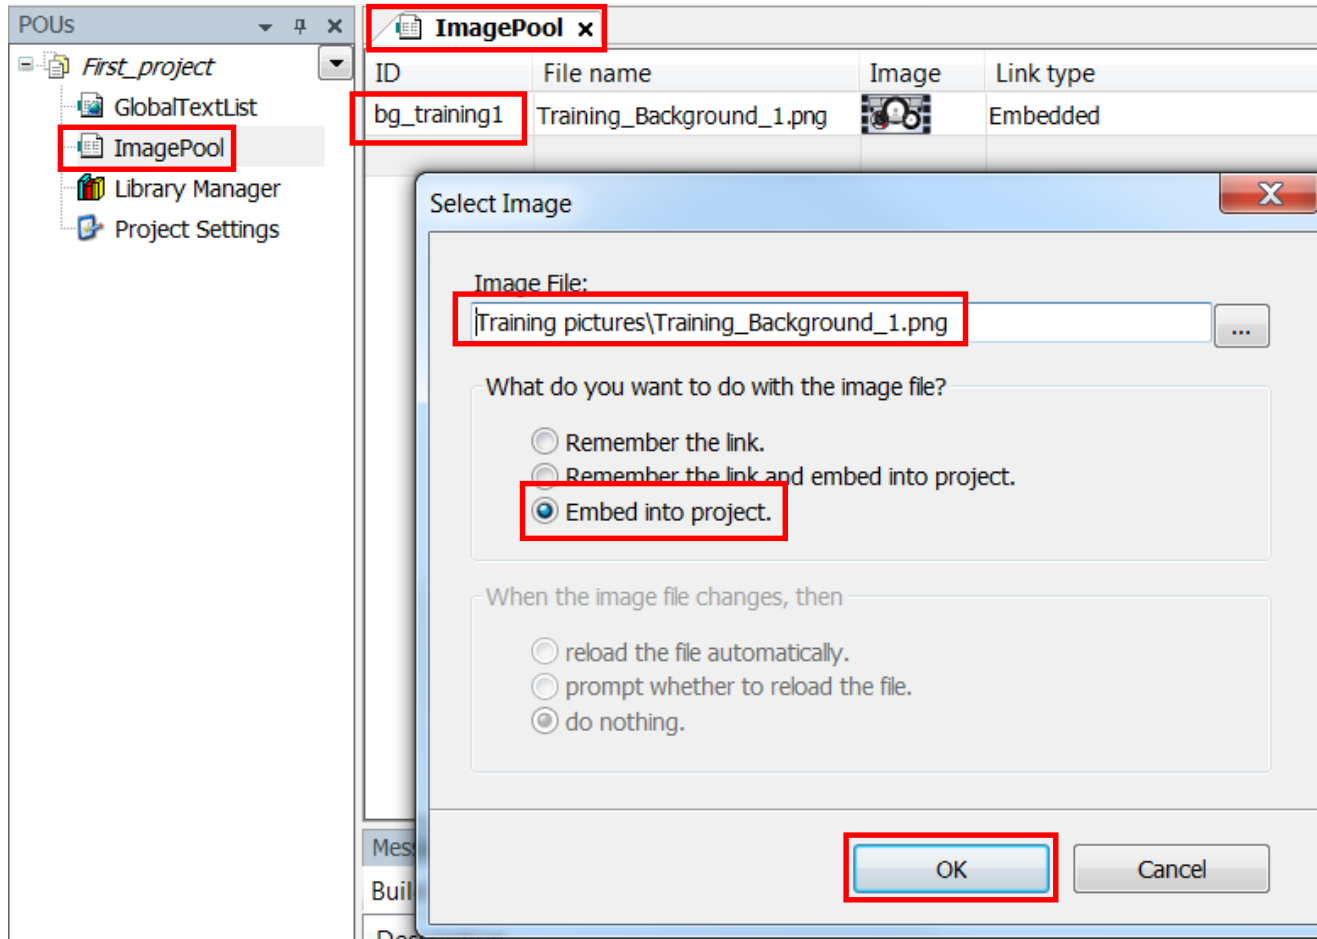 POUs
First_project
GlobalTextList
ImagePool
Library Manager
Project Settings
ImagePool
ID File name Image Link type
bg_training1 Training_Background_1.png Embedded
Select Image
Image File:
Training pictures\Training_Background_1.png
...
What do you want to do with the image file?
Remember the link.
Remember the link and embed into project.
Embed into project.
When the image file changes, then
reload the file automatically.
prompt whether to reload the file.
do nothing.
OK Cancel